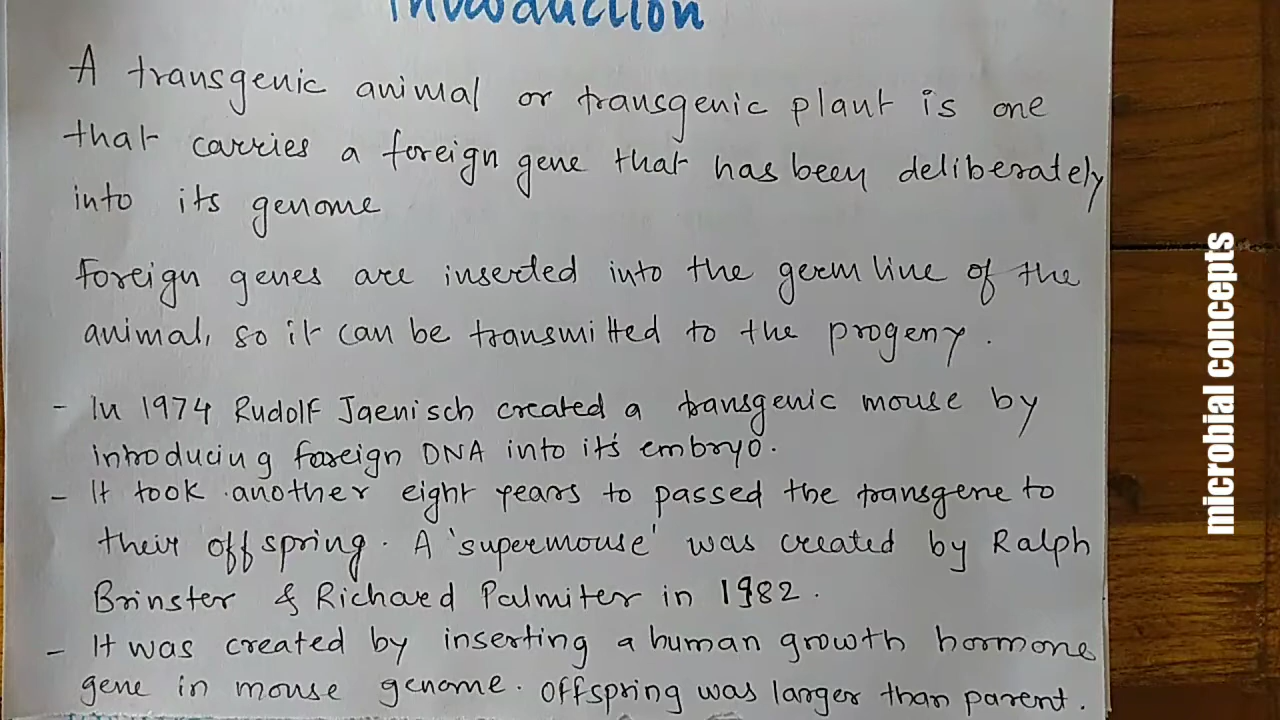 Introduction
A transgenic animal or transgenic plant is one
that carries a foreign gene that has been deliberately
into its genome
Foreign genes are inserted into the germ line of the
animal, so it can be transmitted to the progeny.
- In 1974 Rudolf Jaenisch created a transgenic mouse by
introducing foreign DNA into it's embryo.
- It took another eight years to passed the transgene to
their offspring. A 'supermouse' was created by Ralph
Brinster & Richard Palmiter in 1982.
- It was created by inserting a human growth hormone
gene in mouse genome. Offspring was larger than parent.
microbial concepts